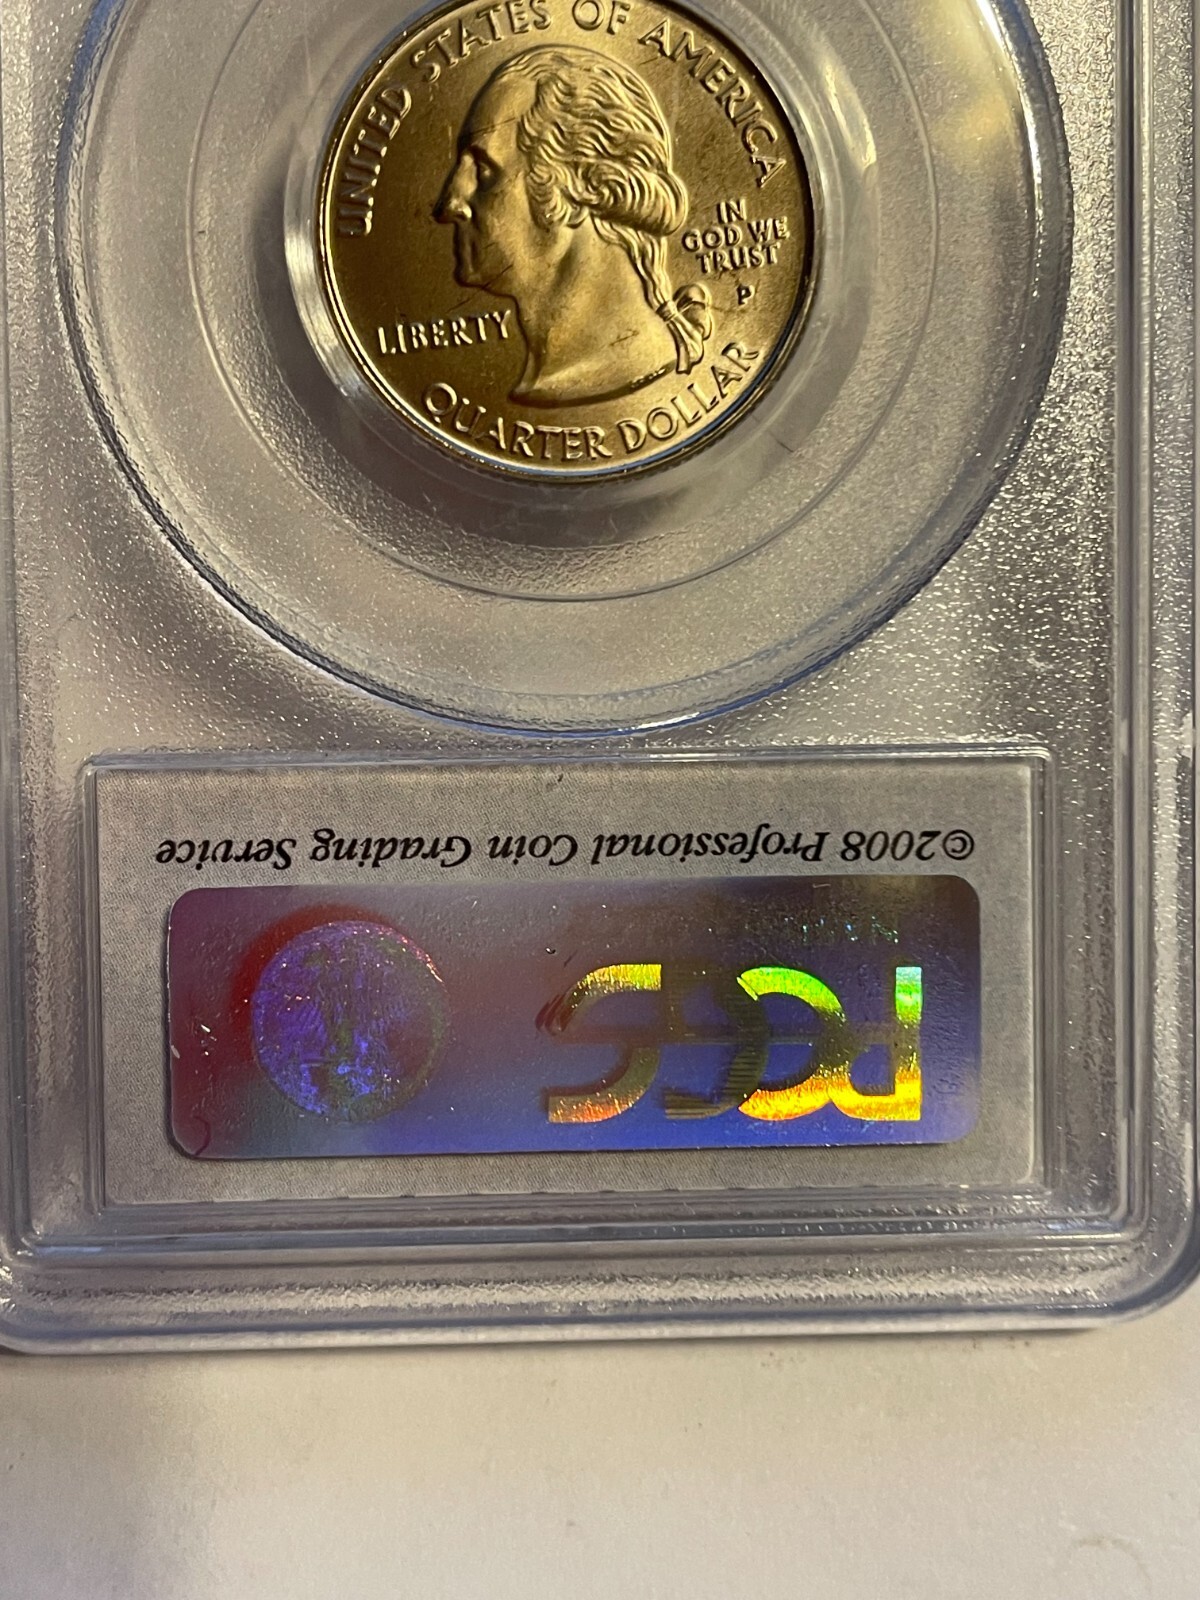 UNITED STATES OF AMERICA
IN
GOD WE
TRUST
P
LIBERTY
QUARTER DOLLAR
©2008 Professional Coin Grading Service
PCGS